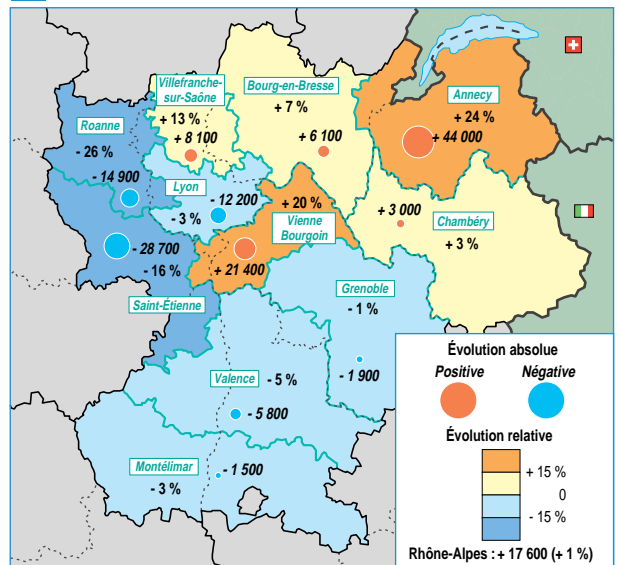 Villefranche-
sur-Saône
+ 13 %
+ 8 100
Bourg-en-Bresse
+ 7 %
+ 6 100
Annecy
+ 24 %
+ 44 000
Roanne
- 26 %
- 14 900
Lyon
- 12 200
- 3 %
+ 20 %
Vienne
Bourgoin
+ 21 400
+ 3 000
Chambéry
+ 3 %
- 28 700
- 16 %
Saint-Étienne
Grenoble
- 1 %
- 1 900
Valence
- 5 %
- 5 800
Montélimar
- 3 %
- 1 500
Évolution absolue
Positive
Négative
Évolution relative
+ 15 %
0
- 15 %
Rhône-Alpes : + 17 600 (+ 1 %)